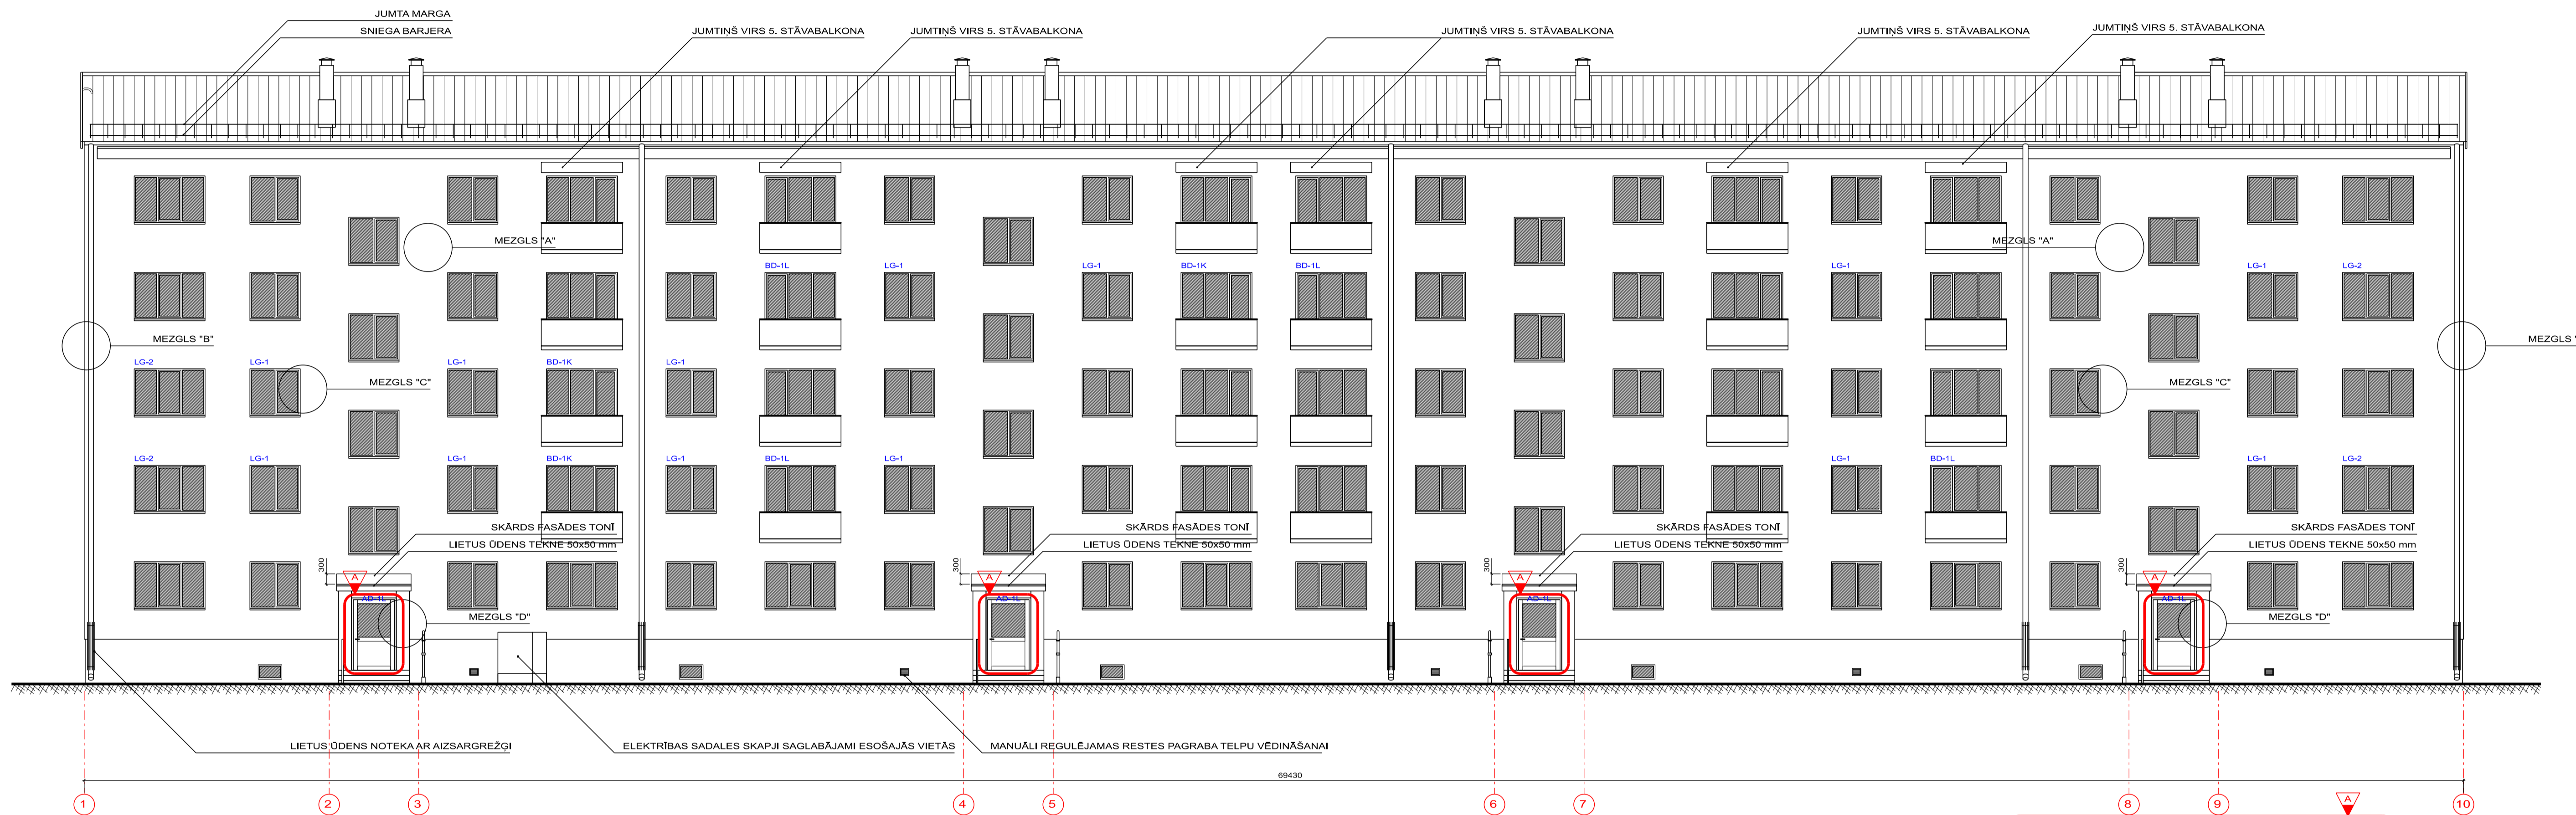 JUMTA MARGA
SNIEGA BARJERA
JUMTIŅŠ VIRS 5. STĀVABALKONA
JUMTIŅŠ VIRS 5. STĀVABALKONA
JUMTIŅŠ VIRS 5. STĀVABALKONA
JUMTIŅŠ VIRS 5. STĀVABALKONA
JUMTIŅŠ VIRS 5. STĀVABALKONA
MEZGLS "A"
MEZGLS "A"
BD-1L
LG-1
LG-1
BD-1K
BD-1L
LG-1
LG-1
LG-2
MEZGLS "B"
MEZGLS "
LG-2
LG-1
LG-1
BD-1K
LG-1
MEZGLS "C"
MEZGLS "C"
LG-2
LG-1
LG-1
BD-1K
LG-1
BD-1L
LG-1
LG-1
BD-1L
LG-1
LG-2
SKĀRDS FASĀDES TONĪ
SKĀRDS FASĀDES TONĪ
SKĀRDS FASĀDES TONĪ
SKĀRDS FASĀDES TONĪ
LIETUS ŪDENS TEKNE 50x50 mm
LIETUS ŪDENS TEKNE 50x50 mm
LIETUS ŪDENS TEKNE 50x50 mm
LIETUS ŪDENS TEKNE 50x50 mm
300
300
300
300
A
A
A
A
AD-1L
AD-1L
AD-1L
AD-1L
MEZGLS "D"
MEZGLS "D"
LIETUS ŪDENS NOTEKA AR AIZSARGREŽĢI
ELEKTRĪBAS SADALES SKAPJI SAGLABĀJAMI ESOŠAJĀS VIETĀS
MANUĀLI REGULĒJAMAS RESTES PAGRABA TELPU VĒDINĀŠANAI
69430
1
2
3
4
5
6
7
8
9
10
A